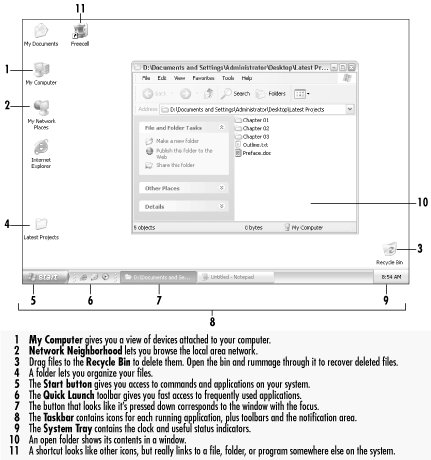 11
My Documents
Freecell
1
My Computer
2
My Network
Places
Internet
Explorer
4
Latest Projects
D:\Documents and Settings\Administrator\Desktop\Latest Pr...
File Edit View Favorites Tools Help
Back
Search
Folders
Address
D:\Documents and Settings\Administrator\Desktop\Latest Projects
File and Folder Tasks
Make a new folder
Publish this folder to the
Web
Share this folder
Other Places
Details
Chapter 01
Chapter 02
Chapter 03
Outline.txt
Preface.doc
10
5 objects
0 bytes
My Computer
3
Recycle Bin
start
D:\Documents and Se...
Untitled - Notepad
8:54 AM
5
6
7
9
8
1 My Computer gives you a view of devices attached to your computer.
2 Network Neighborhood lets you browse the local area network.
3 Drag files to the Recycle Bin to delete them. Open the bin and rummage through it to recover deleted files.
4 A folder lets you organize your files.
5 The Start button gives you access to commands and applications on your system.
6 The Quick Launch toolbar gives you fast access to frequently used applications.
7 The button that looks like it's pressed down corresponds to the window with the focus.
8 The Taskbar contains icons for each running application, plus toolbars and the notification area.
9 The System Tray contains the clock and useful status indicators.
10 An open folder shows its contents in a window.
11 A shortcut looks like other icons, but really links to a file, folder, or program somewhere else on the system.